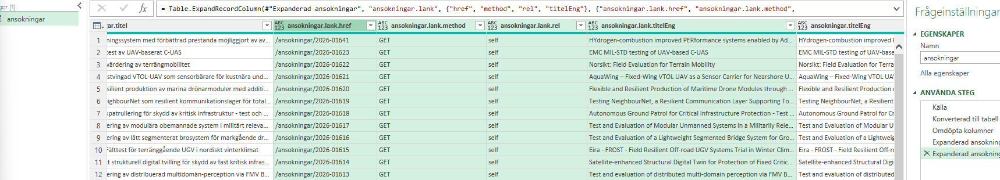 gor [1]
ansokningar
= Table.ExpandRecordColumn(#"Expanderad ansokningar", "ansokningar.lank", {"href", "method", "rel", "titelEng"}, {"ansokningar.lank.href", "ansokningar.lank.method",
ar.titel ABC 123 ansokningar.lank.href ABC 123 ansokningar.lank.method ABC 123 ansokningar.lank.rel ABC 123 ansokningar.lank.titelEng ABC 123 ansokningar.titelEng
1 ningssystem med förbättrad prestanda möjliggjort av av... /ansokningar/2026-01641 GET self HYdrogen-combustion improved PERformance systems enabled by Ad... HYdrogen-combustion improved
2 test av UAV-baserat C-UAS /ansokningar/2026-01623 GET self EMC MIL-STD testing of UAV-based C-UAS EMC MIL-STD testing of UAV-base
3 värdering av terrängmobilitet /ansokningar/2026-01622 GET self Norsikt: Field Evaluation for Terrain Mobility Norsikt: Field Evaluation for Terra
4 stvingad VTOL-UAV som sensorbärare för kustnära und... /ansokningar/2026-01621 GET self AquaWing – Fixed-Wing VTOL UAV as a Sensor Carrier for Nearshore U... AquaWing – Fixed-Wing VTOL UA
5 silient produktion av marina drönarmoduler med additi... /ansokningar/2026-01620 GET self Flexible and Resilient Production of Maritime Drone Modules through ... Flexible and Resilient Production
6 eighbourNet som resilient kommunikationslager för total... /ansokningar/2026-01619 GET self Testing NeighbourNet, a Resilient Communication Layer Supporting To... Testing NeighbourNet, a Resilient
7 kpatrullering för skydd av kritisk infrastruktur - test och ... /ansokningar/2026-01618 GET self Autonomous Ground Patrol for Critical Infrastructure Protection - Test ... Autonomous Ground Patrol for Cr
8 ering av modulära obemannade system i militärt releva... /ansokningar/2026-01617 GET self Test and Evaluation of Modular Unmanned Systems in a Militarily Rele... Test and Evaluation of Modular U
9 ering av lätt segmenterat brosystem för markgående dr... /ansokningar/2026-01616 GET self Test and Evaluation of a Lightweight Segmented Bridge System for Gro... Test and Evaluation of a Lightweig
10 Fälttest för terränggående UGV i nordiskt vinterklimat /ansokningar/2026-01615 GET self Eira - FROST - Field Resilient Off-road UGV Systems Trial in Winter Clim... Eira - FROST - Field Resilient Off-r
11 tt strukturell digital tvilling för skydd av fast kritisk infras... /ansokningar/2026-01614 GET self Satellite-enhanced Structural Digital Twin for Protection of Fixed Critic... Satellite-enhanced Structural Digit
12 ering av distribuerad multidomän-perception via FMV B... /ansokningar/2026-01613 GET self Test and evaluation of distributed multi-domain perception via FMV B... Test and evaluation of distributed
Frågeinställningar
EGENSKAPER
Namn
ansokningar
Alla egenskaper
ANVÄNDA STEG
Källa
Konverterad till tabell
Omdöpta kolumner
Expanderad ansokning
Expanderad ansokning